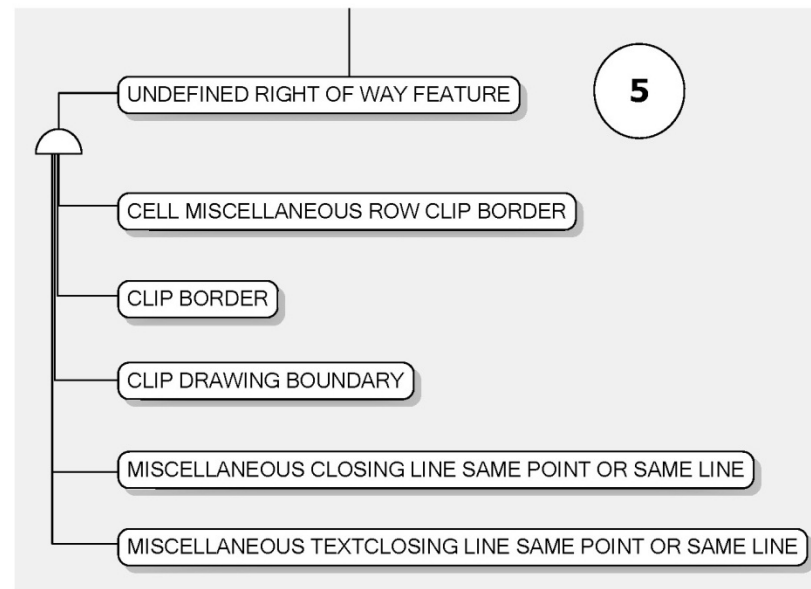 UNDEFINED RIGHT OF WAY FEATURE
5
CELL MISCELLANEOUS ROW CLIP BORDER
CLIP BORDER
CLIP DRAWING BOUNDARY
MISCELLANEOUS CLOSING LINE SAME POINT OR SAME LINE
MISCELLANEOUS TEXTCLOSING LINE SAME POINT OR SAME LINE